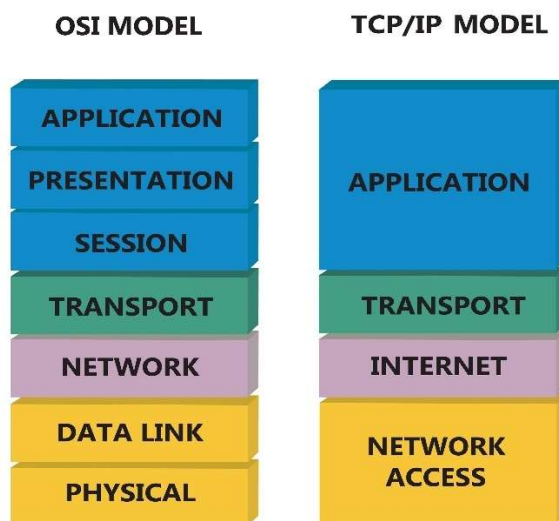 OSI MODEL
APPLICATION
PRESENTATION
SESSION
TRANSPORT
NETWORK
DATA LINK
PHYSICAL
TCP/IP MODEL
APPLICATION
TRANSPORT
INTERNET
NETWORK
ACCESS